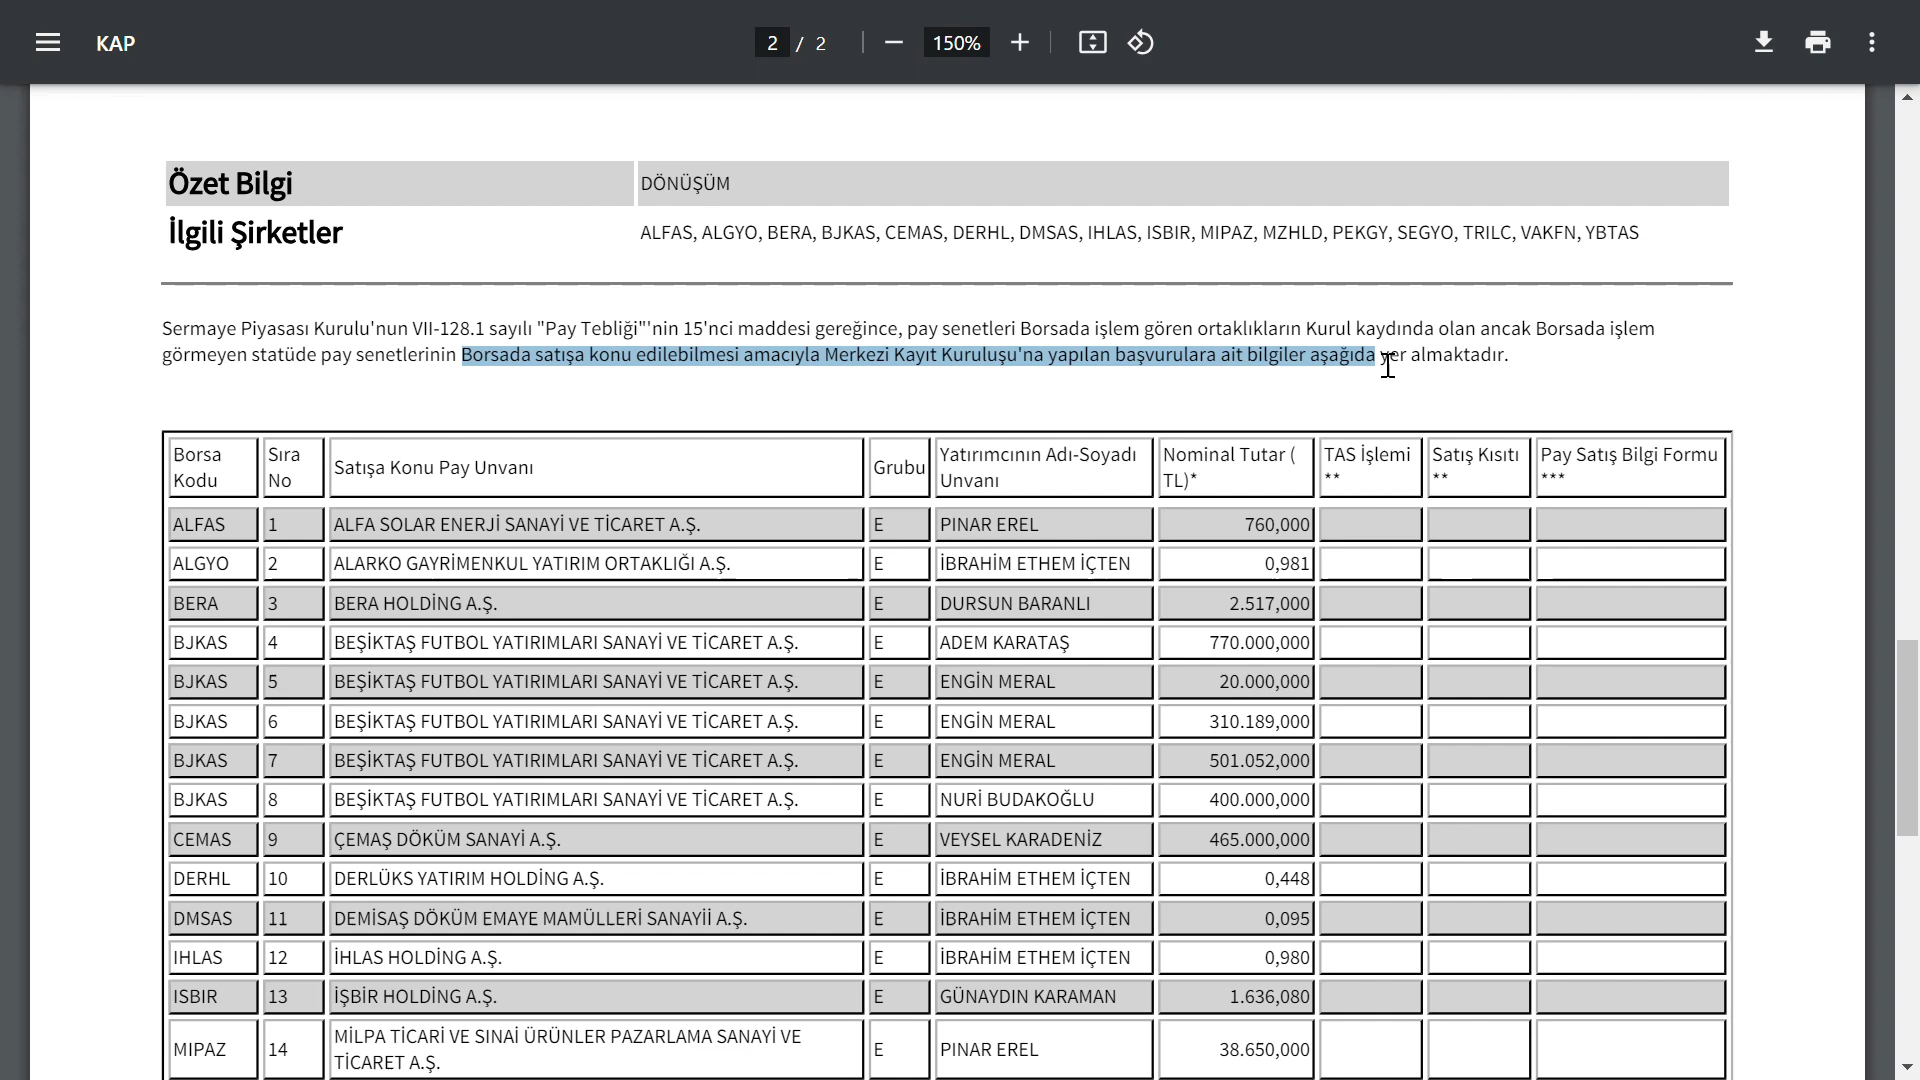 KAP
2 / 2
150%
Özet Bilgi DÖNÜŞÜM
İlgili Şirketler ALFAS, ALGYO, BERA, BJKAS, CEMAS, DERHL, DMSAS, IHLAS, ISBIR, MIPAZ, MZHLD, PEKGY, SEGYO, TRILC, VAKFN, YBTAS
Sermaye Piyasası Kurulu'nun VII-128.1 sayılı "Pay Tebliği"'nin 15'nci maddesi gereğince, pay senetleri Borsada işlem gören ortaklıkların Kurul kaydında olan ancak Borsada işlem
görmeyen statüde pay senetlerinin Borsada satışa konu edilebilmesi amacıyla Merkezi Kayıt Kuruluşu'na yapılan başvurulara ait bilgiler aşağıda yer almaktadır.
Borsa Kodu Sıra No Satışa Konu Pay Unvanı Grubu Yatırımcının Adı-Soyadı Unvanı Nominal Tutar ( TL)* TAS İşlemi ** Satış Kısıtı ** Pay Satış Bilgi Formu ***
ALFAS 1 ALFA SOLAR ENERJİ SANAYİ VE TİCARET A.Ş. E PINAR EREL 760,000
ALGYO 2 ALARKO GAYRİMENKUL YATIRIM ORTAKLIĞI A.Ş. E İBRAHİM ETHEM İÇTEN 0,981
BERA 3 BERA HOLDİNG A.Ş. E DURSUN BARANLI 2.517,000
BJKAS 4 BEŞİKTAŞ FUTBOL YATIRIMLARI SANAYİ VE TİCARET A.Ş. E ADEM KARATAŞ 770.000,000
BJKAS 5 BEŞİKTAŞ FUTBOL YATIRIMLARI SANAYİ VE TİCARET A.Ş. E ENGİN MERAL 20.000,000
BJKAS 6 BEŞİKTAŞ FUTBOL YATIRIMLARI SANAYİ VE TİCARET A.Ş. E ENGİN MERAL 310.189,000
BJKAS 7 BEŞİKTAŞ FUTBOL YATIRIMLARI SANAYİ VE TİCARET A.Ş. E ENGİN MERAL 501.052,000
BJKAS 8 BEŞİKTAŞ FUTBOL YATIRIMLARI SANAYİ VE TİCARET A.Ş. E NURİ BUDAKOĞLU 400.000,000
CEMAS 9 ÇEMAŞ DÖKÜM SANAYİ A.Ş. E VEYSEL KARADENİZ 465.000,000
DERHL 10 DERLÜKS YATIRIM HOLDİNG A.Ş. E İBRAHİM ETHEM İÇTEN 0,448
DMSAS 11 DEMİSAŞ DÖKÜM EMAYE MAMÜLLERİ SANAYİİ A.Ş. E İBRAHİM ETHEM İÇTEN 0,095
IHLAS 12 İHLAS HOLDİNG A.Ş. E İBRAHİM ETHEM İÇTEN 0,980
ISBIR 13 İŞBİR HOLDİNG A.Ş. E GÜNAYDIN KARAMAN 1.636,080
MIPAZ 14 MİLPA TİCARİ VE SINAİ ÜRÜNLER PAZARLAMA SANAYİ VE TİCARET A.Ş. E PINAR EREL 38.650,000